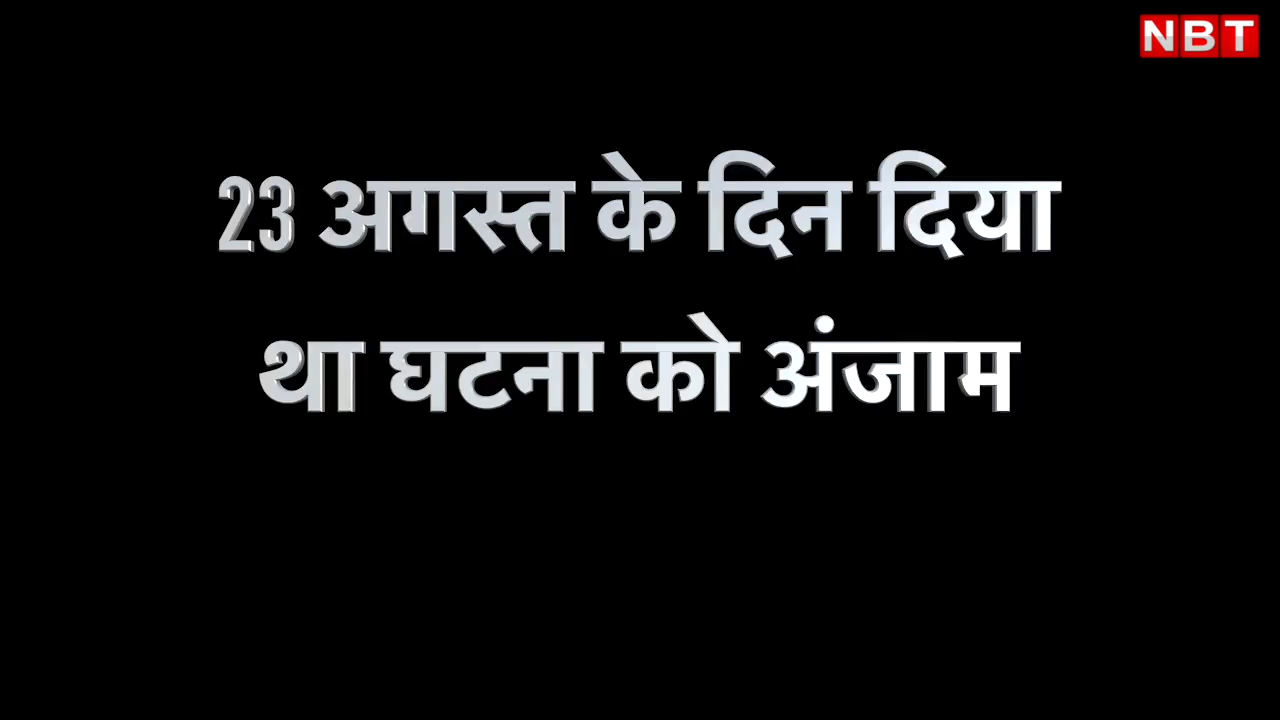 NBT
23 अगस्त के दिन दिया
था घटना को अंजाम